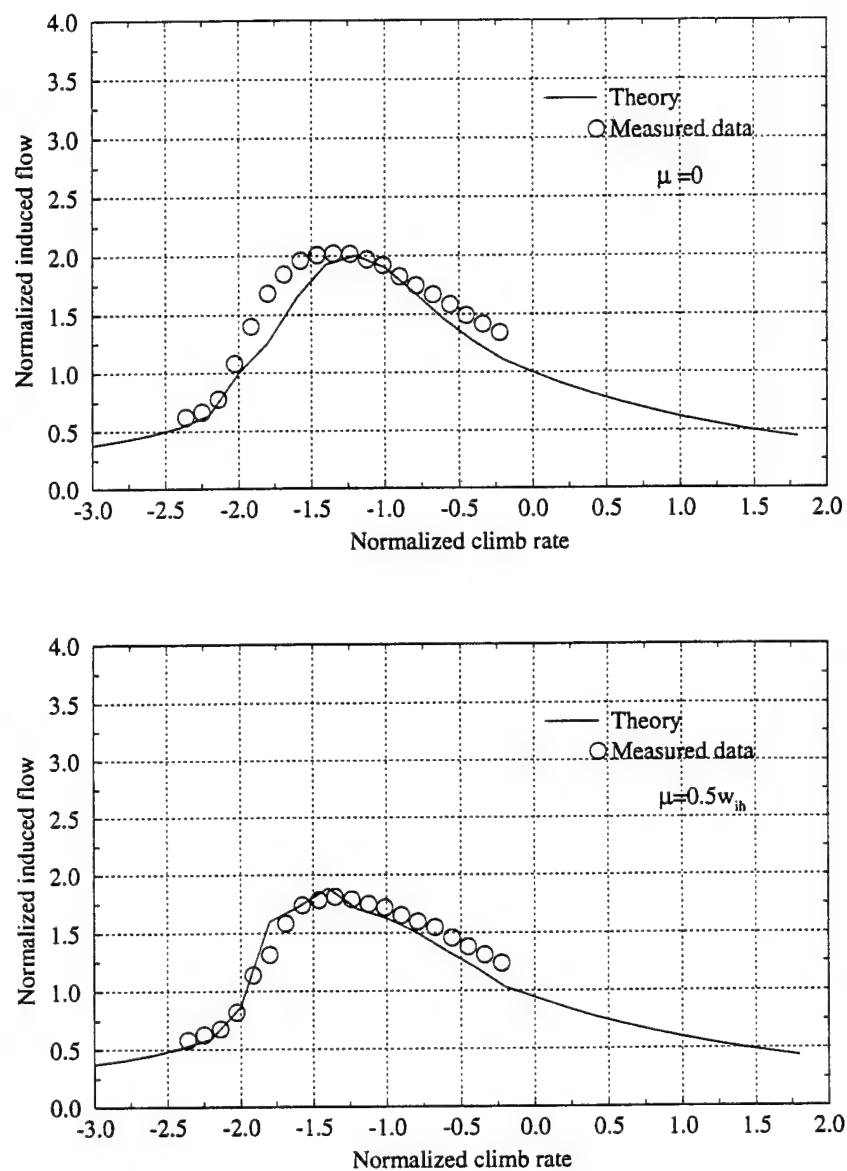 4.0
3.5
3.0
2.5
2.0
1.5
1.0
0.5
0.0
Normalized induced flow
Theory
Measured data
μ =0
-3.0 -2.5 -2.0 -1.5 -1.0 -0.5 0.0 0.5 1.0 1.5 2.0
Normalized climb rate
4.0
3.5
3.0
2.5
2.0
1.5
1.0
0.5
0.0
Normalized induced flow
Theory
Measured data
μ=0.5w_ih
-3.0 -2.5 -2.0 -1.5 -1.0 -0.5 0.0 0.5 1.0 1.5 2.0
Normalized climb rate